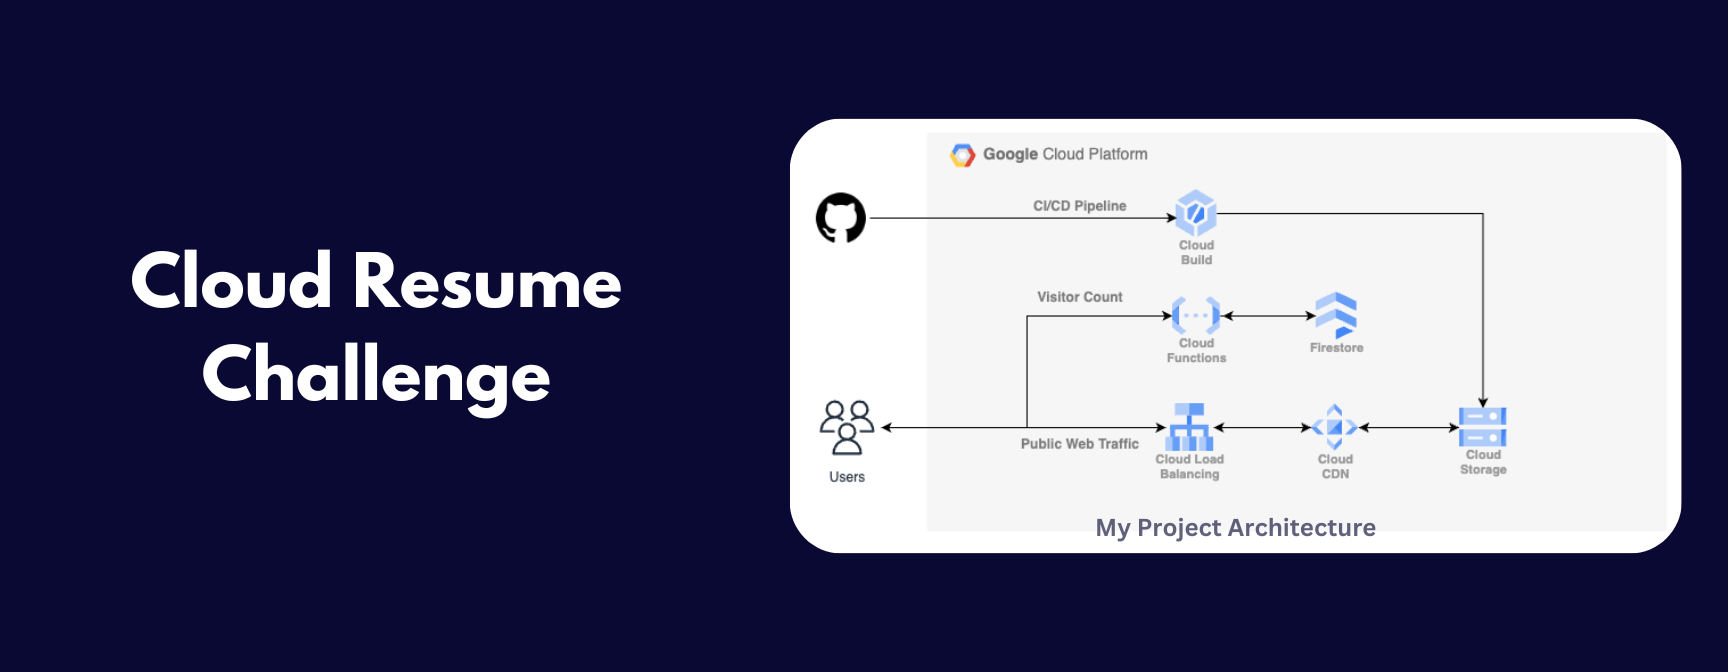 Cloud Resume
Challenge
Google Cloud Platform
CI/CD Pipeline
Cloud
Build
Visitor Count
Cloud
Functions
Firestore
Users
Public Web Traffic
Cloud Load
Balancing
Cloud
CDN
Cloud
Storage
My Project Architecture